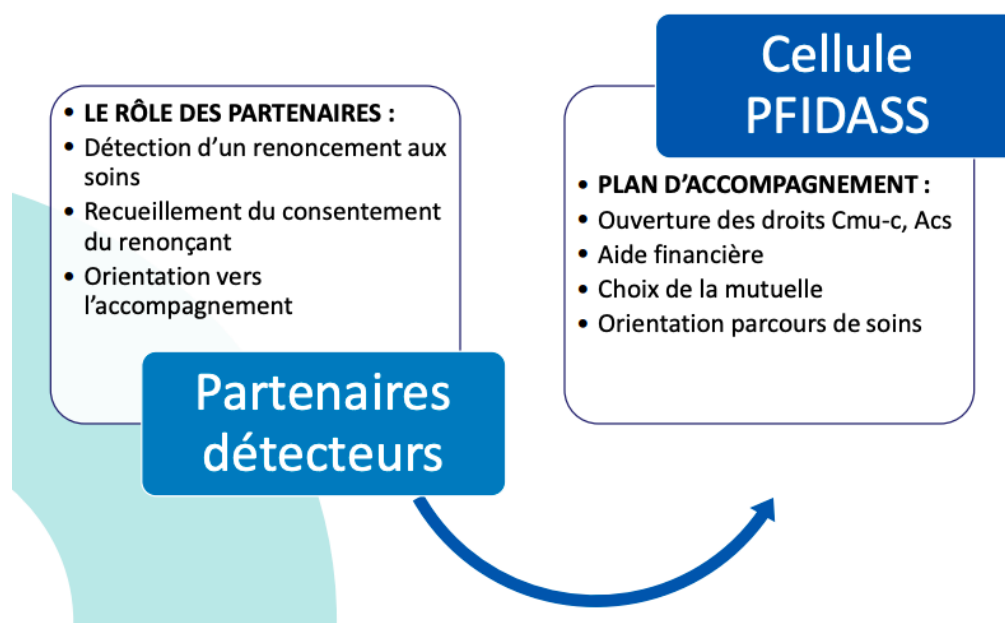 • LE RÔLE DES PARTENAIRES :
• Détection d’un renoncement aux
soins
• Recueillement du consentement
du renonçant
• Orientation vers
l’accompagnement
Partenaires
détecteurs
Cellule
PFIDASS
• PLAN D’ACCOMPAGNEMENT :
• Ouverture des droits Cmu-c, Acs
• Aide financière
• Choix de la mutuelle
• Orientation parcours de soins